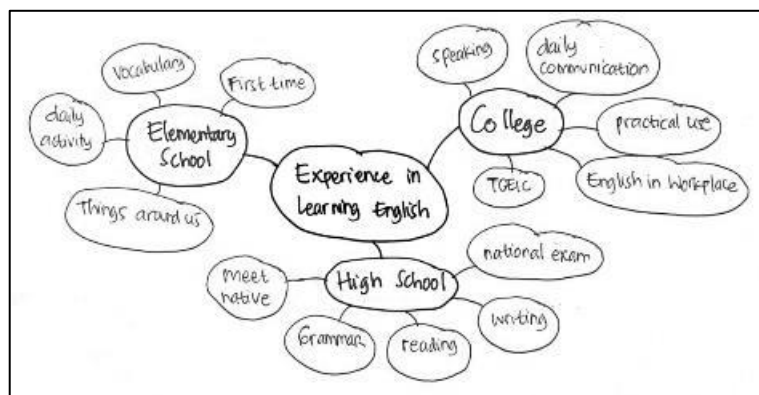 Vocabulary
First time
daily
activity
Elementary
School
Things around us
Experience in
Learning English
speaking
daily
communication
College
practical use
TOEIC
English in Workplace
High School
meet
native
Grammar
reading
writing
national exam